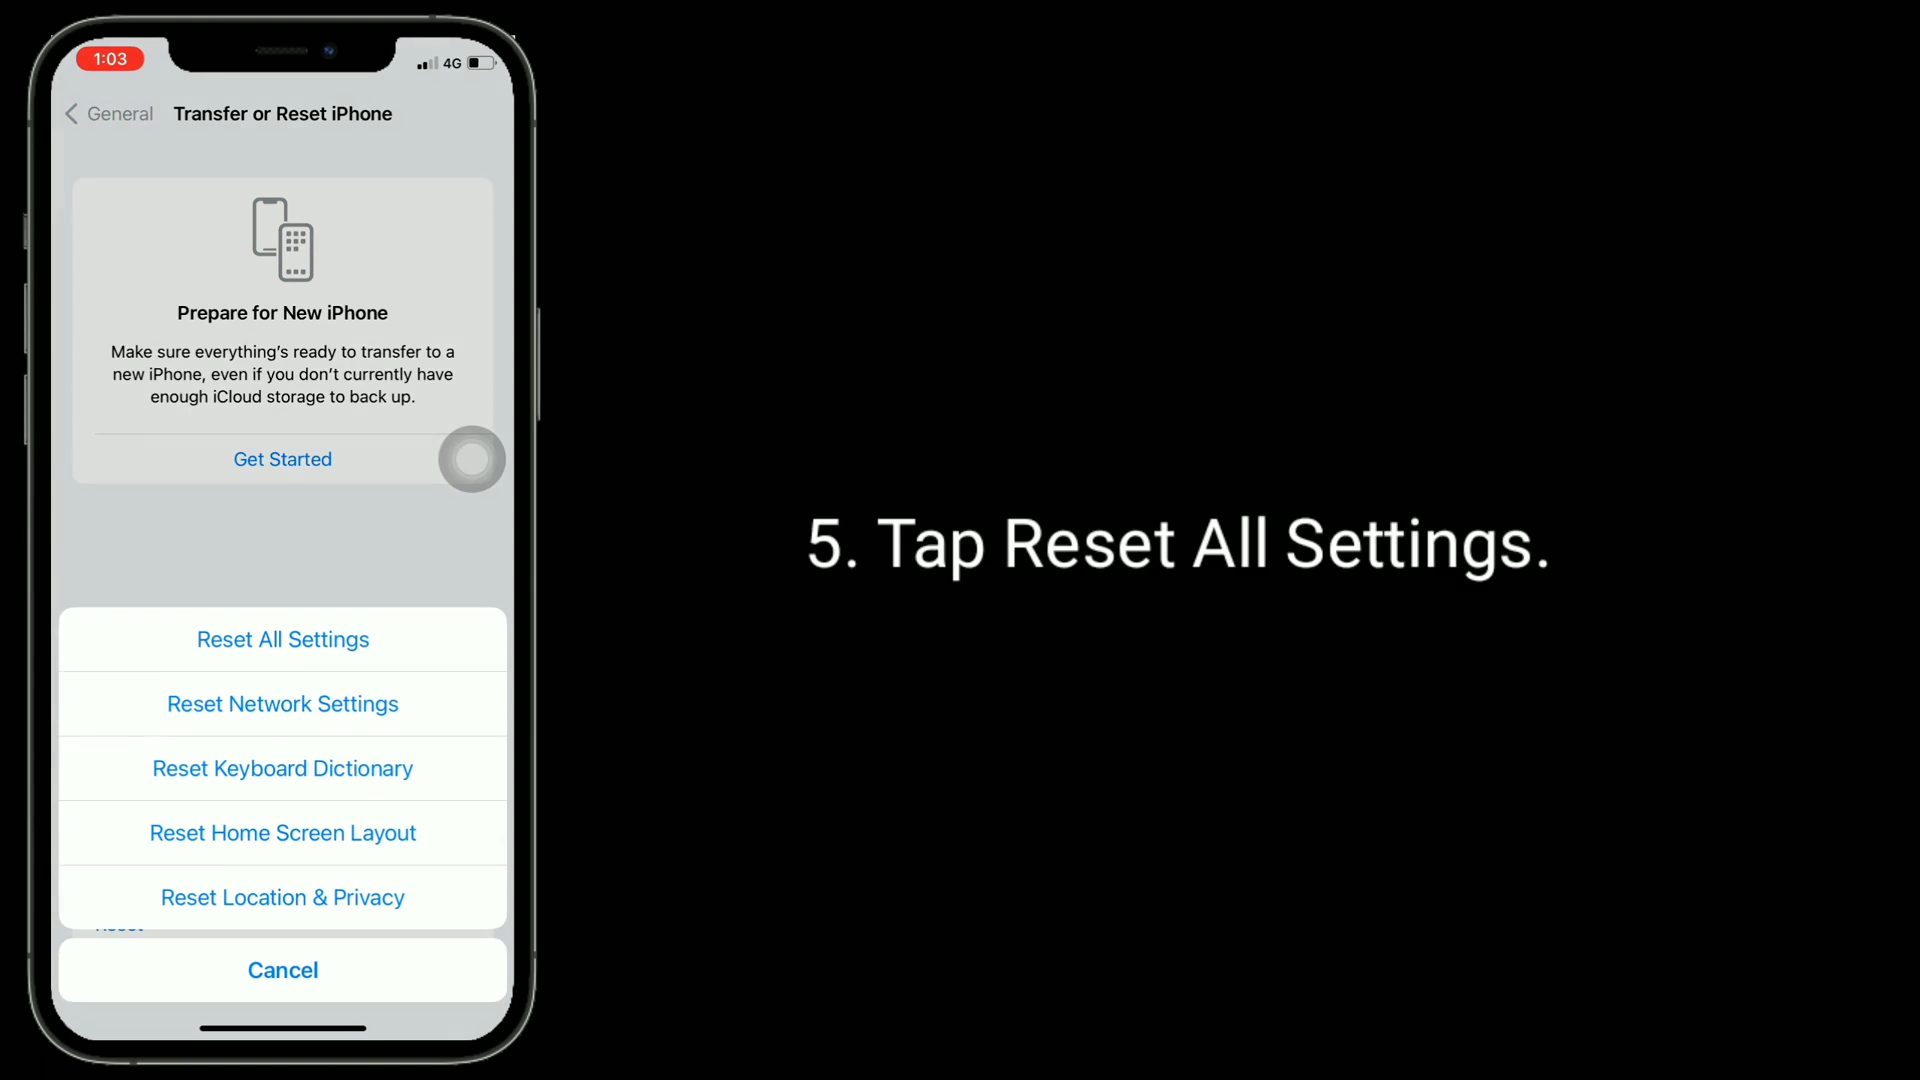 1:03
4G
General
Transfer or Reset iPhone
Prepare for New iPhone
Make sure everything's ready to transfer to a
new iPhone, even if you don't currently have
enough iCloud storage to back up.
Get Started
5. Tap Reset All Settings.
Reset All Settings
Reset Network Settings
Reset Keyboard Dictionary
Reset Home Screen Layout
Reset Location & Privacy
Cancel